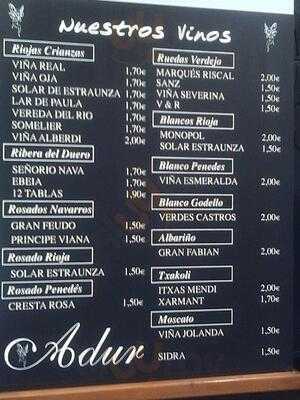 Nuestros Vinos
Riojas Crianzas
VIÑA REAL 1,70€
VIÑA OJA 1,70€
SOLAR DE ESTRAUNZA 1,70€
LAR DE PAULA 1,70€
VEREDA DEL RIO 1,70€
SOMELIER 1,70€
VIÑA ALBERDI 2,00€
Ribera del Duero
SEÑORIO NAVA 1,70€
EBEIA 1,70€
12 TABLAS 1,90€
Rosados Navarros
GRAN FEUDO 1,50€
PRINCIPE VIANA 1,50€
Rosado Rioja
SOLAR ESTRAUNZA 1,50€
Rosado Penedés
CRESTA ROSA 1,50€
Adur
Ruedas Verdejo
MARQUÉS RISCAL 2,00€
SANZ 1,50€
VIÑA SEVERINA 1,50€
V & R 1,50€
Blancos Rioja
MONOPOL 2,00€
SOLAR ESTRAUNZA 1,50€
Blanco Penedes
VIÑA ESMERALDA 2,00€
Blanco Godello
VERDES CASTROS 2,00€
Albariño
GRAN FABIAN 2,00€
Txakoli
ITXAS MENDI 2,00€
XARMANT 1,70€
Moscato
VIÑA JOLANDA 1,50€
SIDRA 1,50€